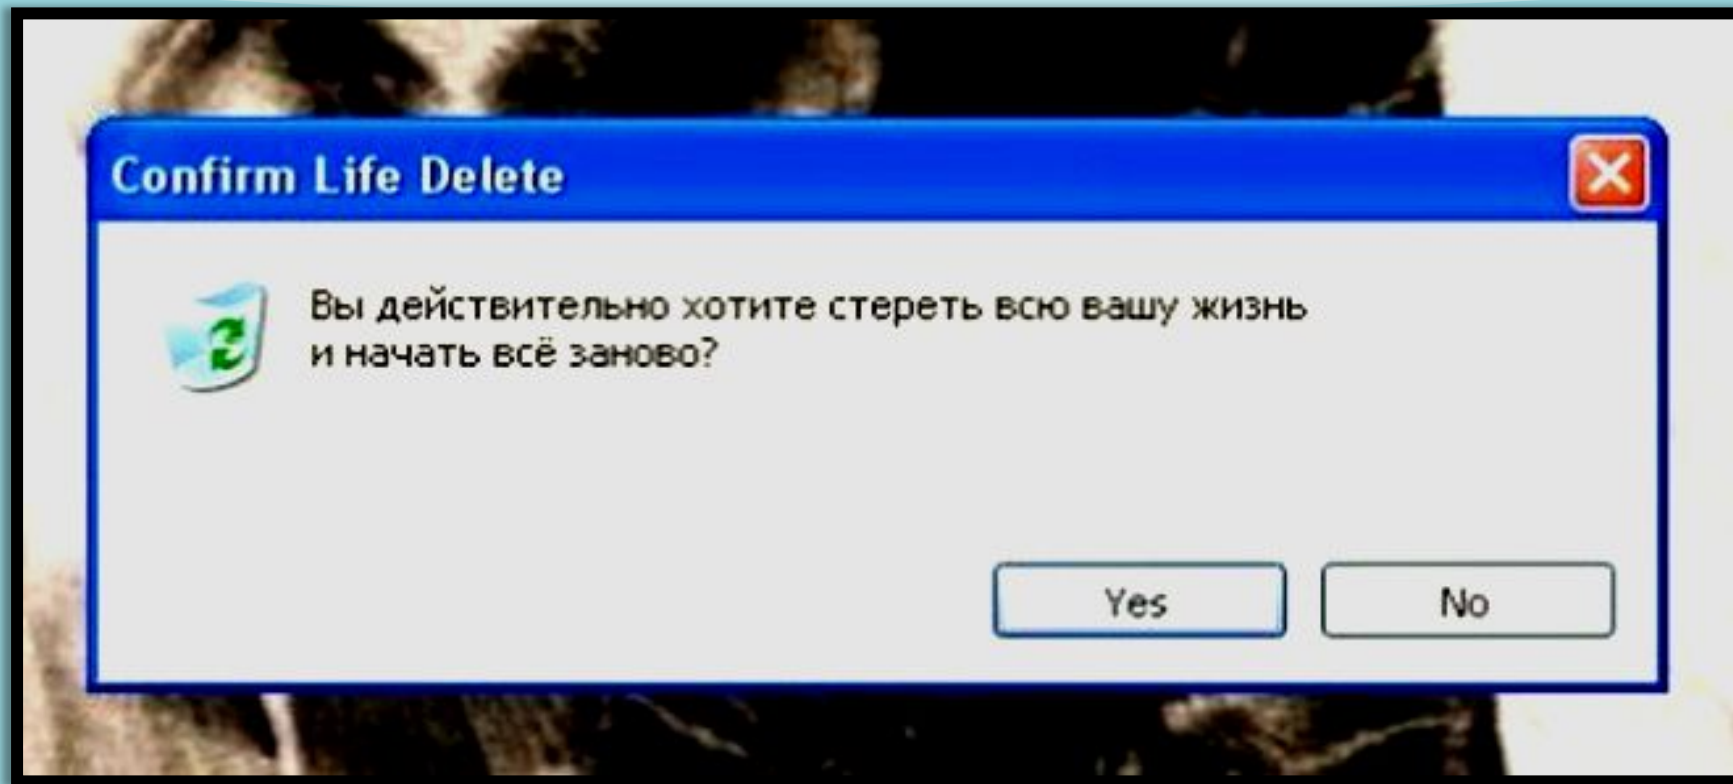 Confirm Life Delete
Вы действительно хотите стереть всю вашу жизнь
и начать всё заново?
Yes No